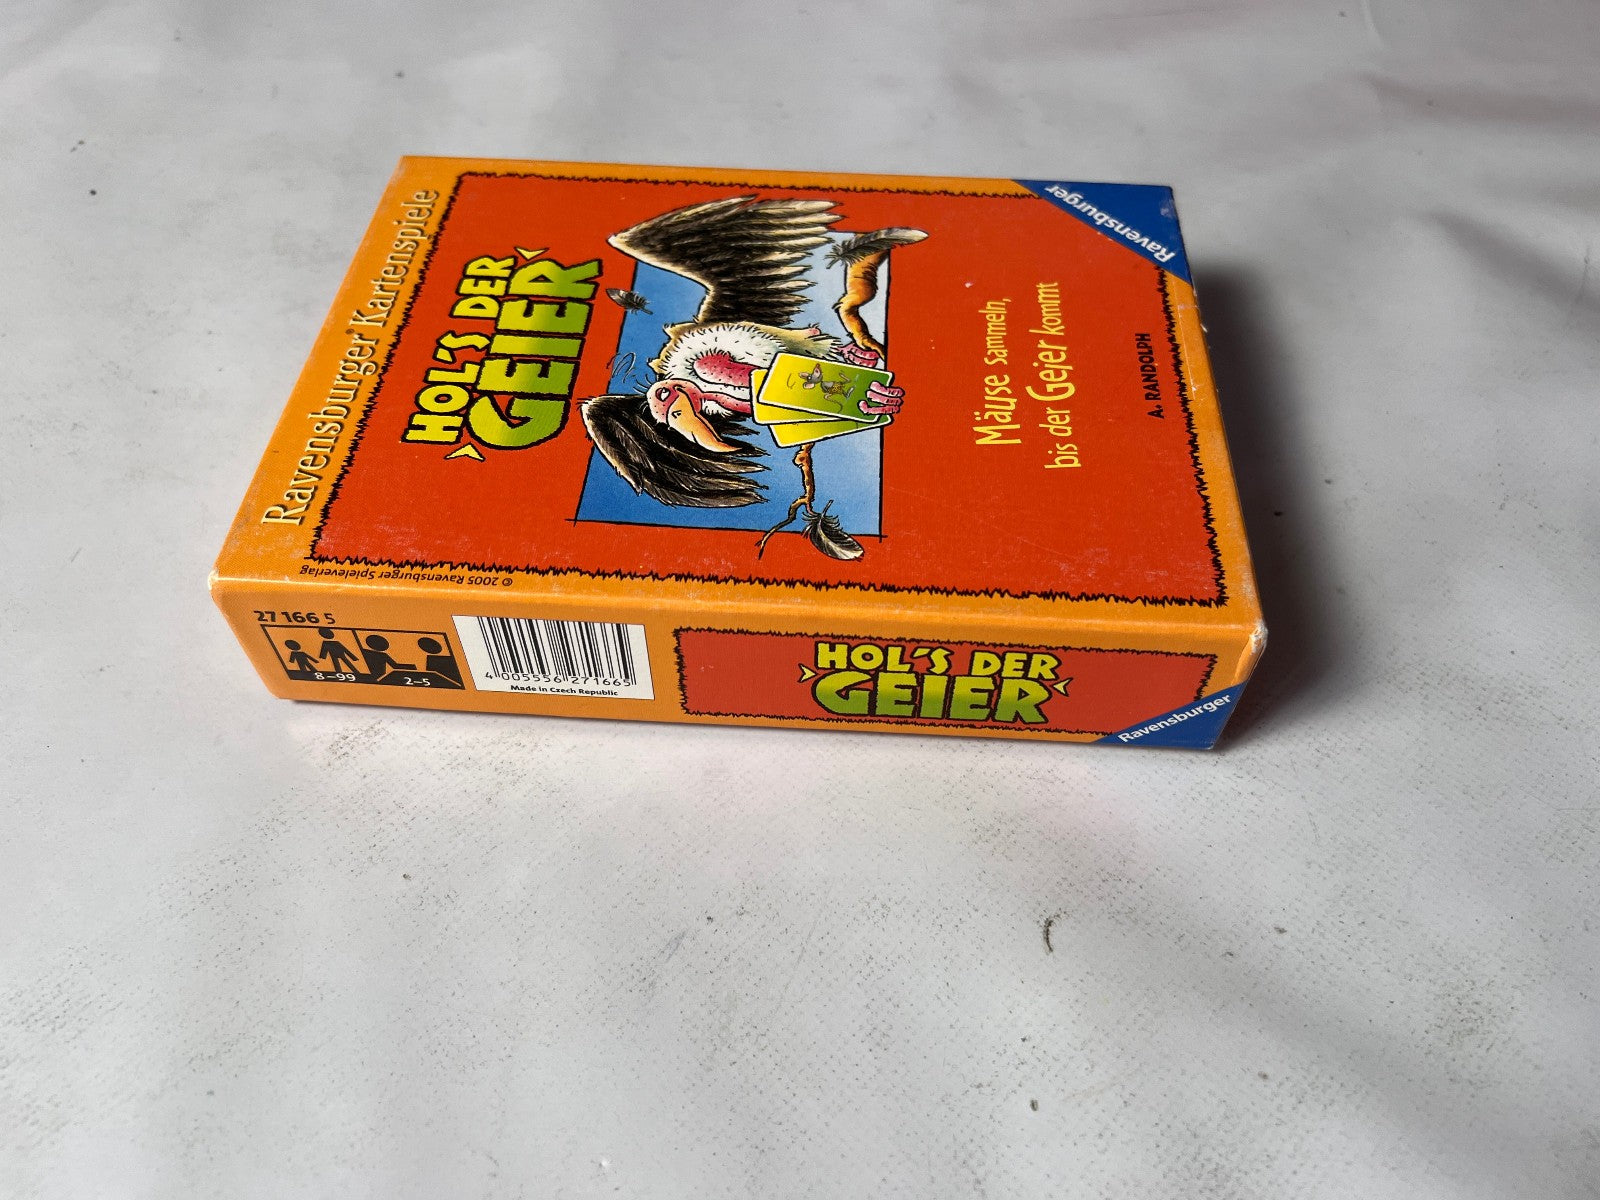 Ravensburger® Kartenspiele
HOL'S DER
GEIER
Ravensburger
Mäuse sammeln,
bis der Geier kommt
A. RANDOLPH
© 2005 Ravensburger Spieleverlag
27 166 5
8–99
2–5
4 005556 271665
Made in Czech Republic
HOL'S DER
GEIER
Ravensburger